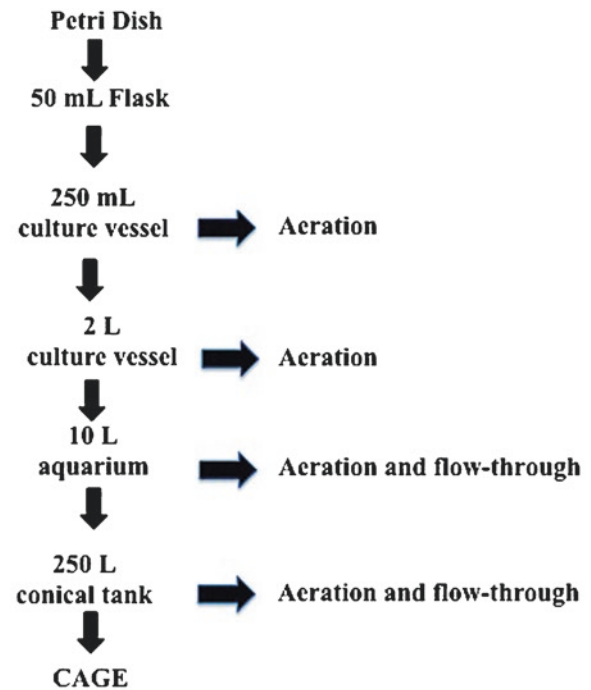 Petri Dish
50 mL Flask
250 mL
culture vessel
Aeration
2 L
culture vessel
Aeration
10 L
aquarium
Aeration and flow-through
250 L
conical tank
Aeration and flow-through
CAGE